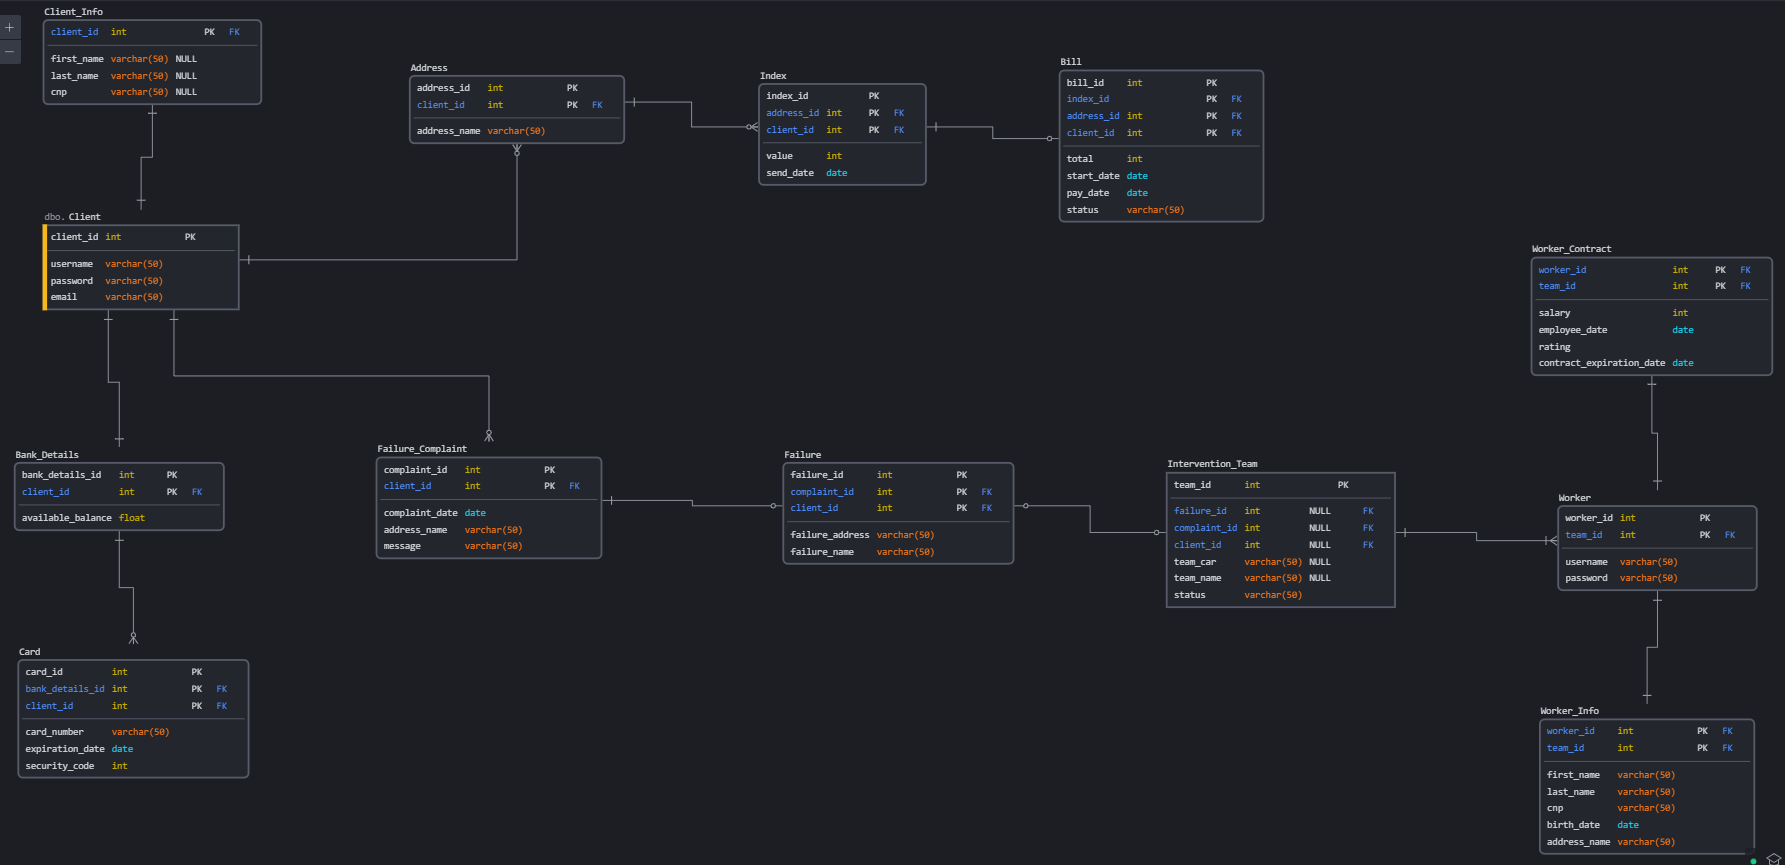 Client_Info
client_id int PK FK
first_name varchar(50) NULL
last_name varchar(50) NULL
cnp varchar(50) NULL
Address
address_id int PK
client_id int PK FK
address_name varchar(50)
Index
index_id PK
address_id int PK FK
client_id int PK FK
value int
send_date date
Bill
bill_id int PK
index_id PK FK
address_id int PK FK
client_id int PK FK
total int
start_date date
pay_date date
status varchar(50)
dbo. Client
client_id int PK
username varchar(50)
password varchar(50)
email varchar(50)
Worker_Contract
worker_id int PK FK
team_id int PK FK
salary int
employee_date date
rating
contract_expiration_date date
Bank_Details
bank_details_id int PK
client_id int PK FK
available_balance float
Failure_Complaint
complaint_id int PK
client_id int PK FK
complaint_date date
address_name varchar(50)
message varchar(50)
Failure
failure_id int PK
complaint_id int PK FK
client_id int PK FK
failure_address varchar(50)
failure_name varchar(50)
Intervention_Team
team_id int PK
failure_id int NULL FK
complaint_id int NULL FK
client_id int NULL FK
team_car varchar(50) NULL
team_name varchar(50) NULL
status varchar(50)
Worker
worker_id int PK
team_id int PK FK
username varchar(50)
password varchar(50)
Card
card_id int PK
bank_details_id int PK FK
client_id int PK FK
card_number varchar(50)
expiration_date date
security_code int
Worker_Info
worker_id int PK FK
team_id int PK FK
first_name varchar(50)
last_name varchar(50)
cnp varchar(50)
birth_date date
address_name varchar(50)